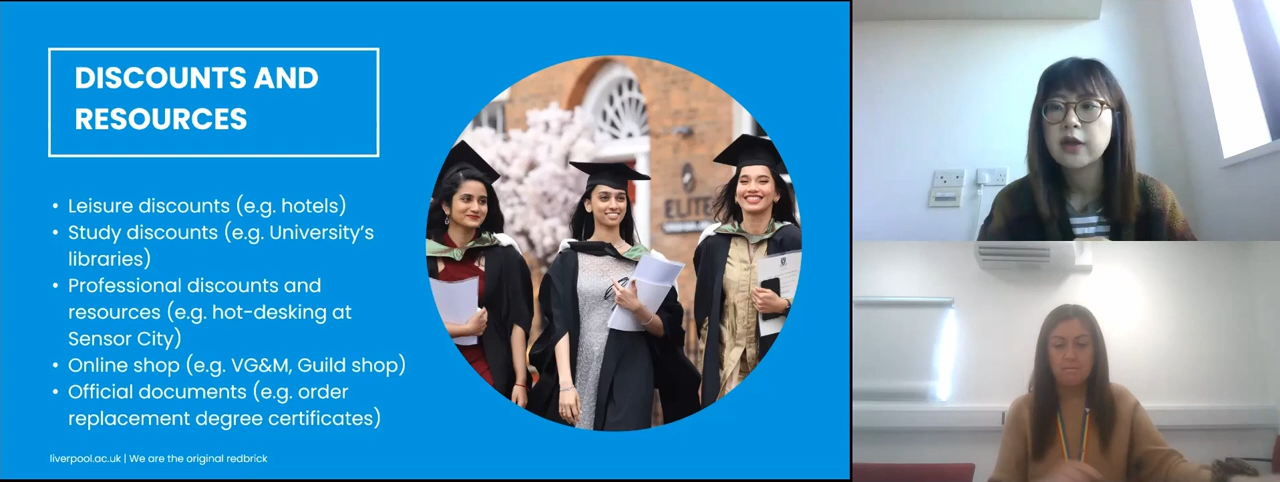 DISCOUNTS AND
RESOURCES
• Leisure discounts (e.g. hotels)
• Study discounts (e.g. University's
libraries)
• Professional discounts and
resources (e.g. hot-desking at
Sensor City)
• Online shop (e.g. VG&M, Guild shop)
• Official documents (e.g. order
replacement degree certificates)
liverpool.ac.uk | We are the original redbrick